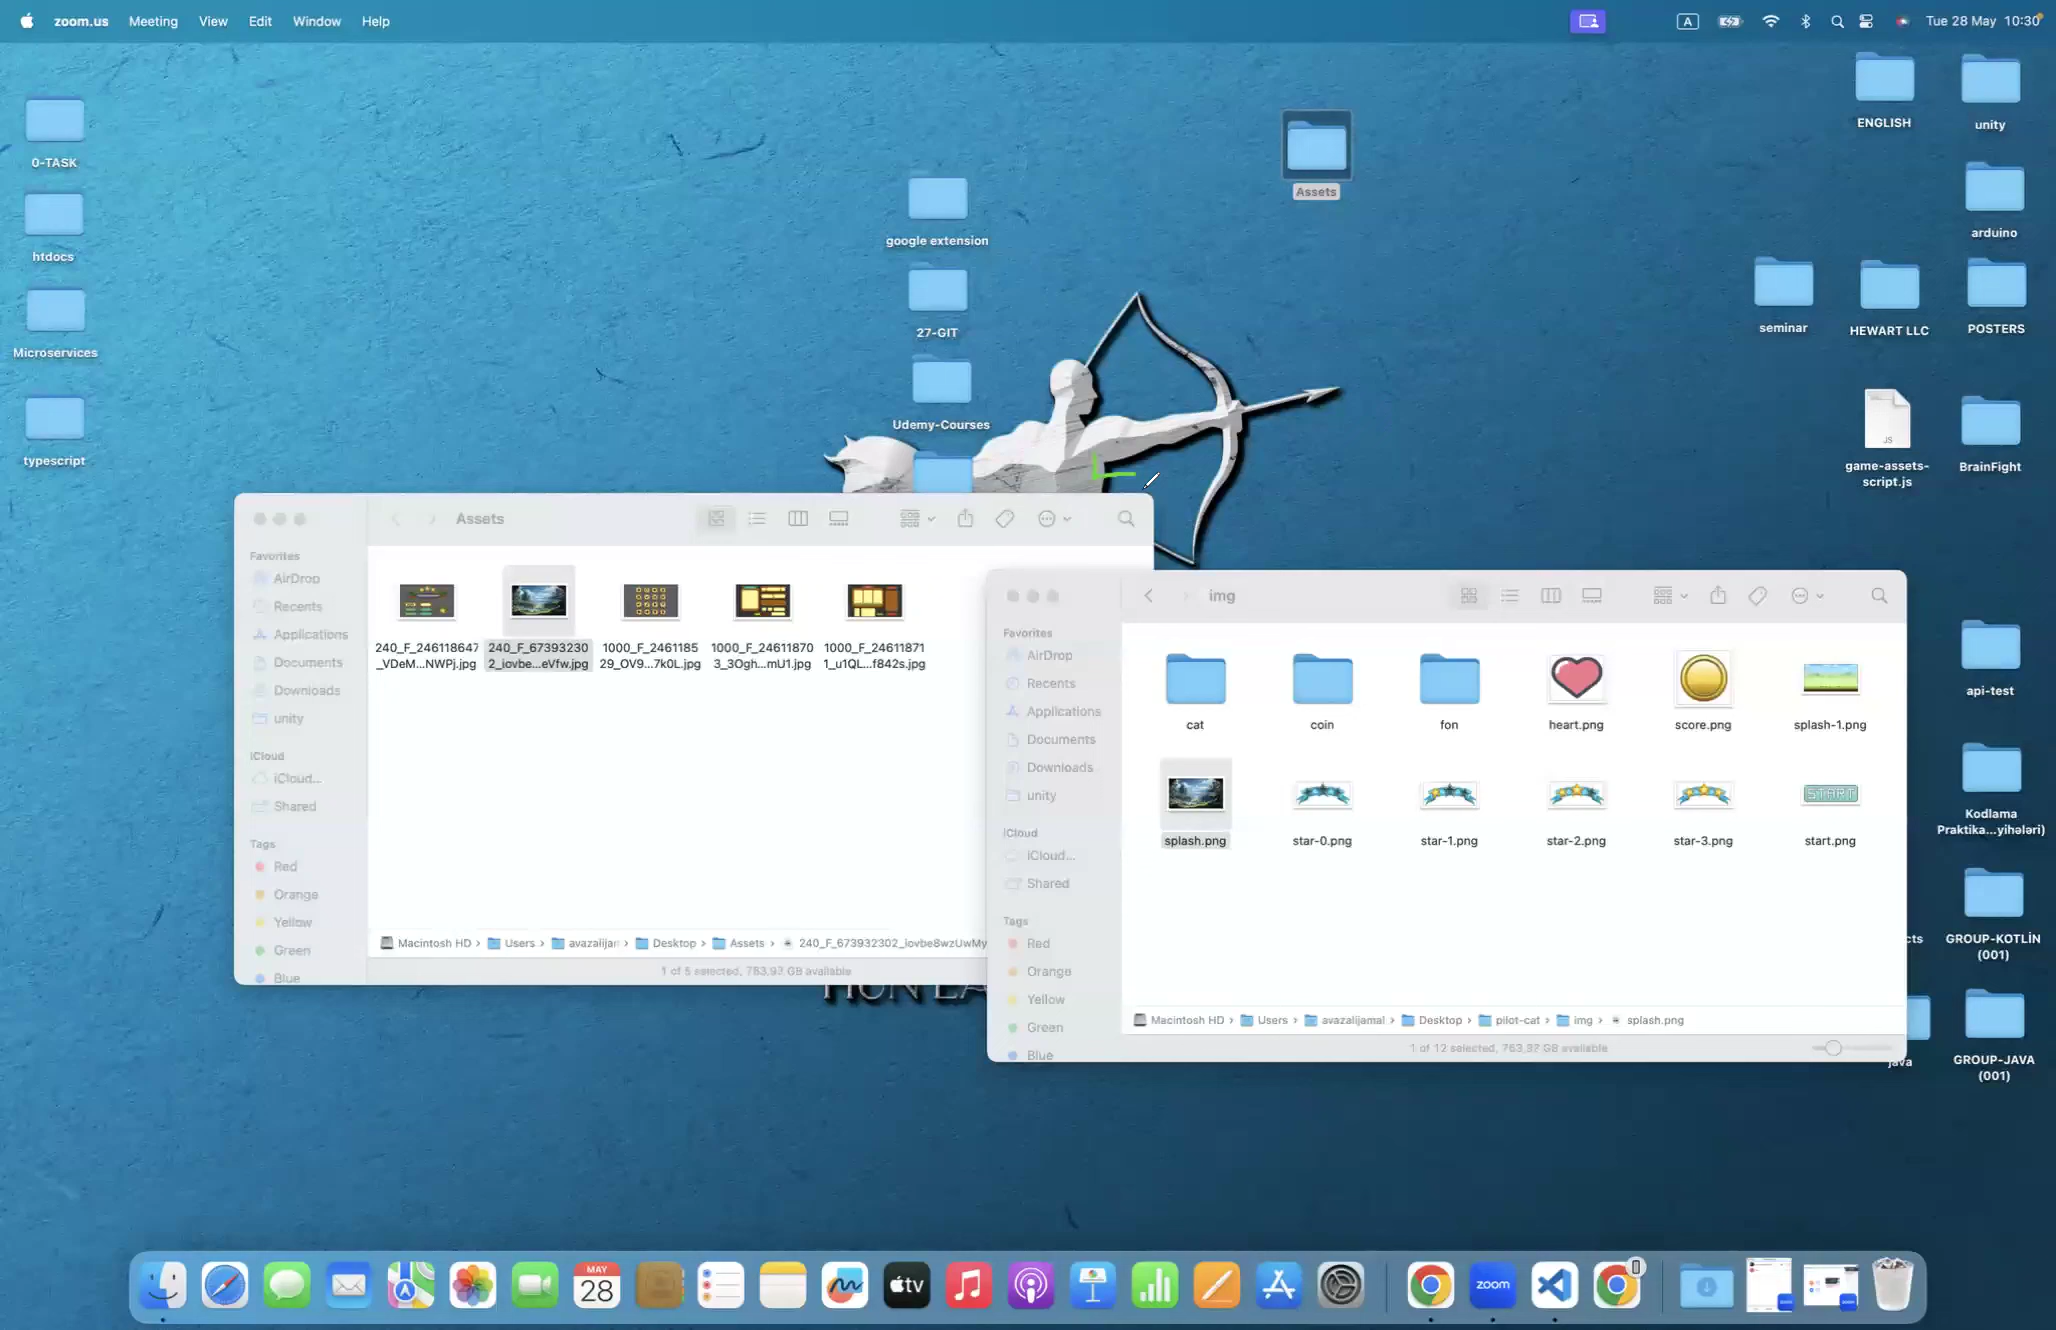 zoom.us Meeting View Edit Window Help
A Tue 28 May 10:30
0-TASK
htdocs
Microservices
typescript
google extension
27-GIT
Udemy-Courses
Assets
ENGLISH
unity
arduino
seminar
HEWART LLC
POSTERS
JS
game-assets-
script.js
BrainFight
api-test
Kodlama
Praktika...yihələri)
GROUP-KOTLİN
(001)
cts
GROUP-JAVA
(001)
java
Assets
Favorites
AirDrop
Recents
Applications
Documents
Downloads
unity
iCloud
iCloud...
Shared
Tags
Red
Orange
Yellow
Green
Blue
240_F_246118647
_VDeM...NWPj.jpg
240_F_67393230
2_iovbe...eVfw.jpg
1000_F_2461185
29_OV9...7k0L.jpg
1000_F_24611870
3_3Ogh...mU1.jpg
1000_F_24611871
1_u1QL...f842s.jpg
Macintosh HD › Users › avazalijar › Desktop › Assets › 240_F_673932302_iovbe8wzUwMy
1 of 5 selected, 763.92 GB available
img
Favorites
AirDrop
Recents
Applications
Documents
Downloads
unity
iCloud
iCloud...
Shared
Tags
Red
Orange
Yellow
Green
Blue
cat
coin
fon
heart.png
score.png
splash-1.png
splash.png
star-0.png
star-1.png
star-2.png
star-3.png
START
start.png
Macintosh HD › Users › avazalijamal › Desktop › pilot-cat › img › splash.png
1 of 12 selected, 763.92 GB available
MAY
28
tv
zoom